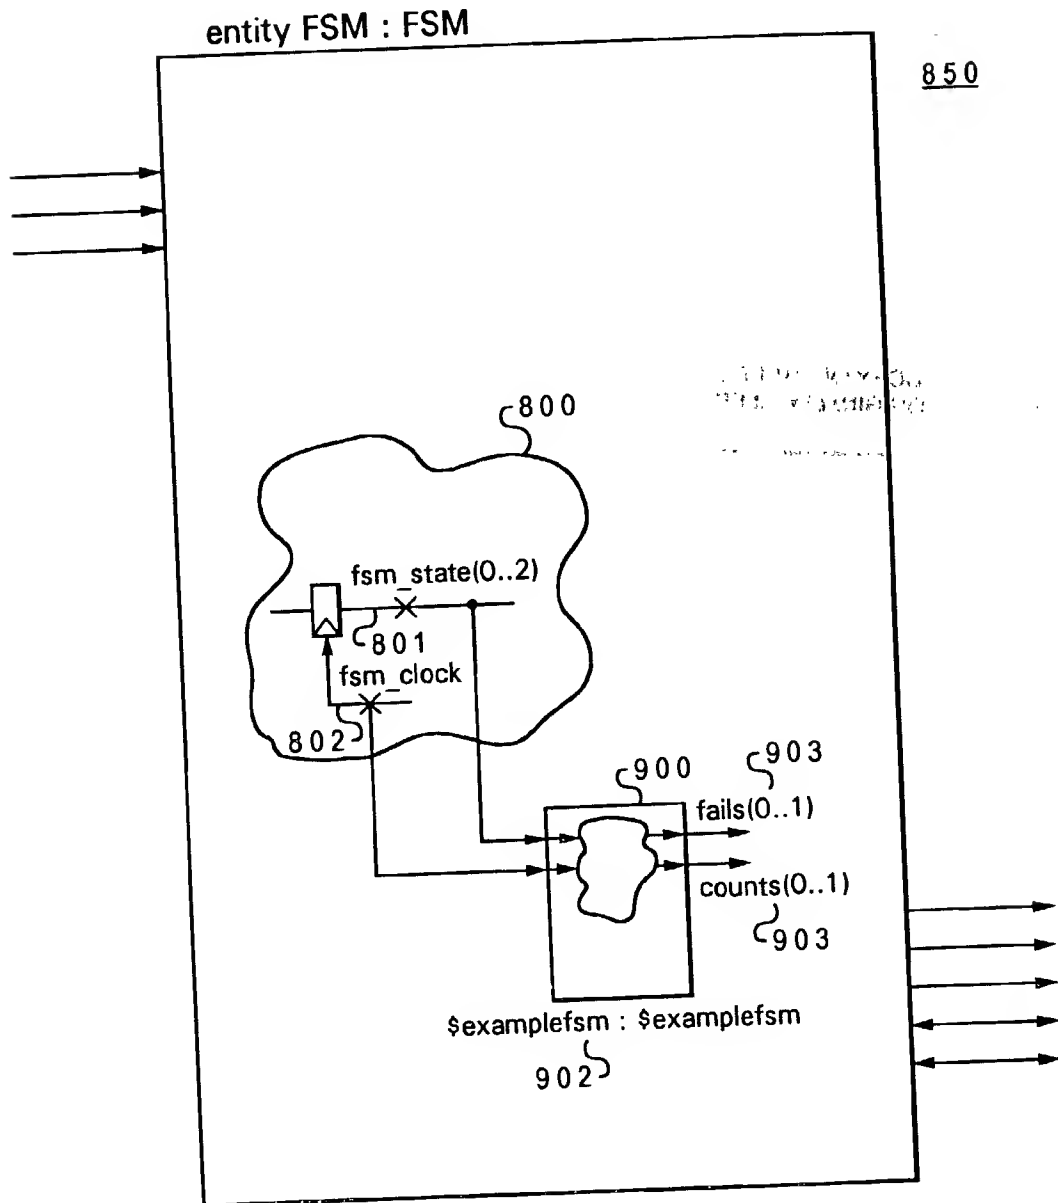 entity FSM : FSM
850
800
fsm_state(0..2)
801
fsm_clock
802
900
903
fails(0..1)
counts(0..1)
903
$examplefsm : $examplefsm
902